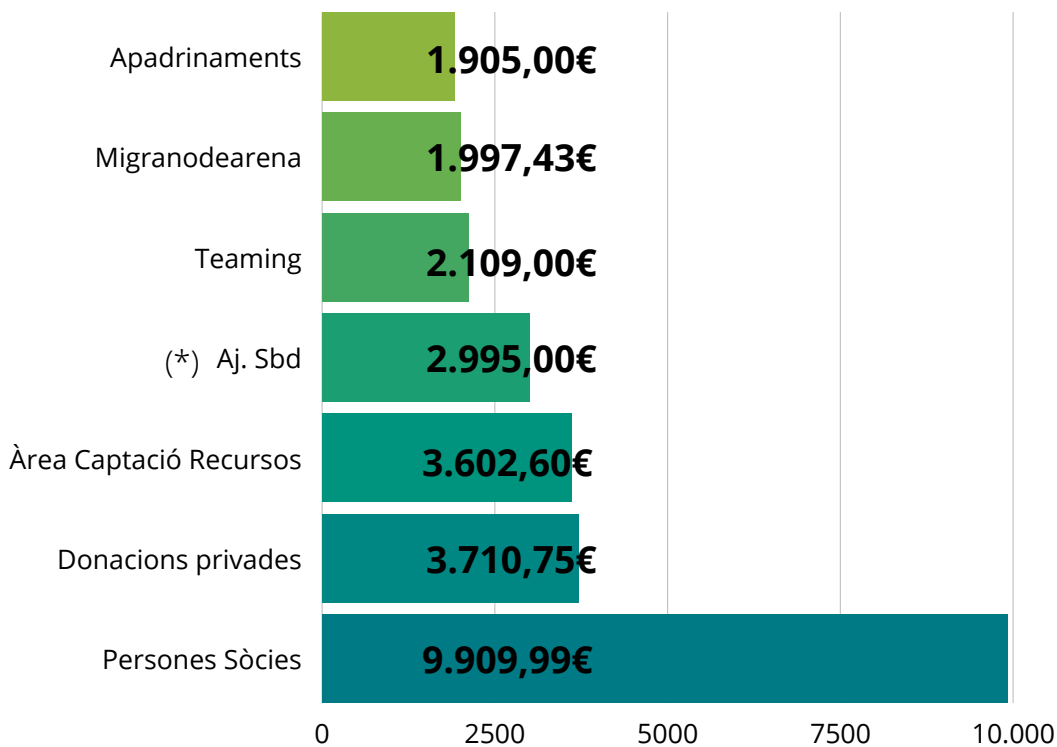 Apadrinaments 1.905,00€
Migranodearena 1.997,43€
Teaming 2.109,00€
(*) Aj. Sbd 2.995,00€
Àrea Captació Recursos 3.602,60€
Donacions privades 3.710,75€
Persones Sòcies 9.909,99€
0 2500 5000 7500 10.000